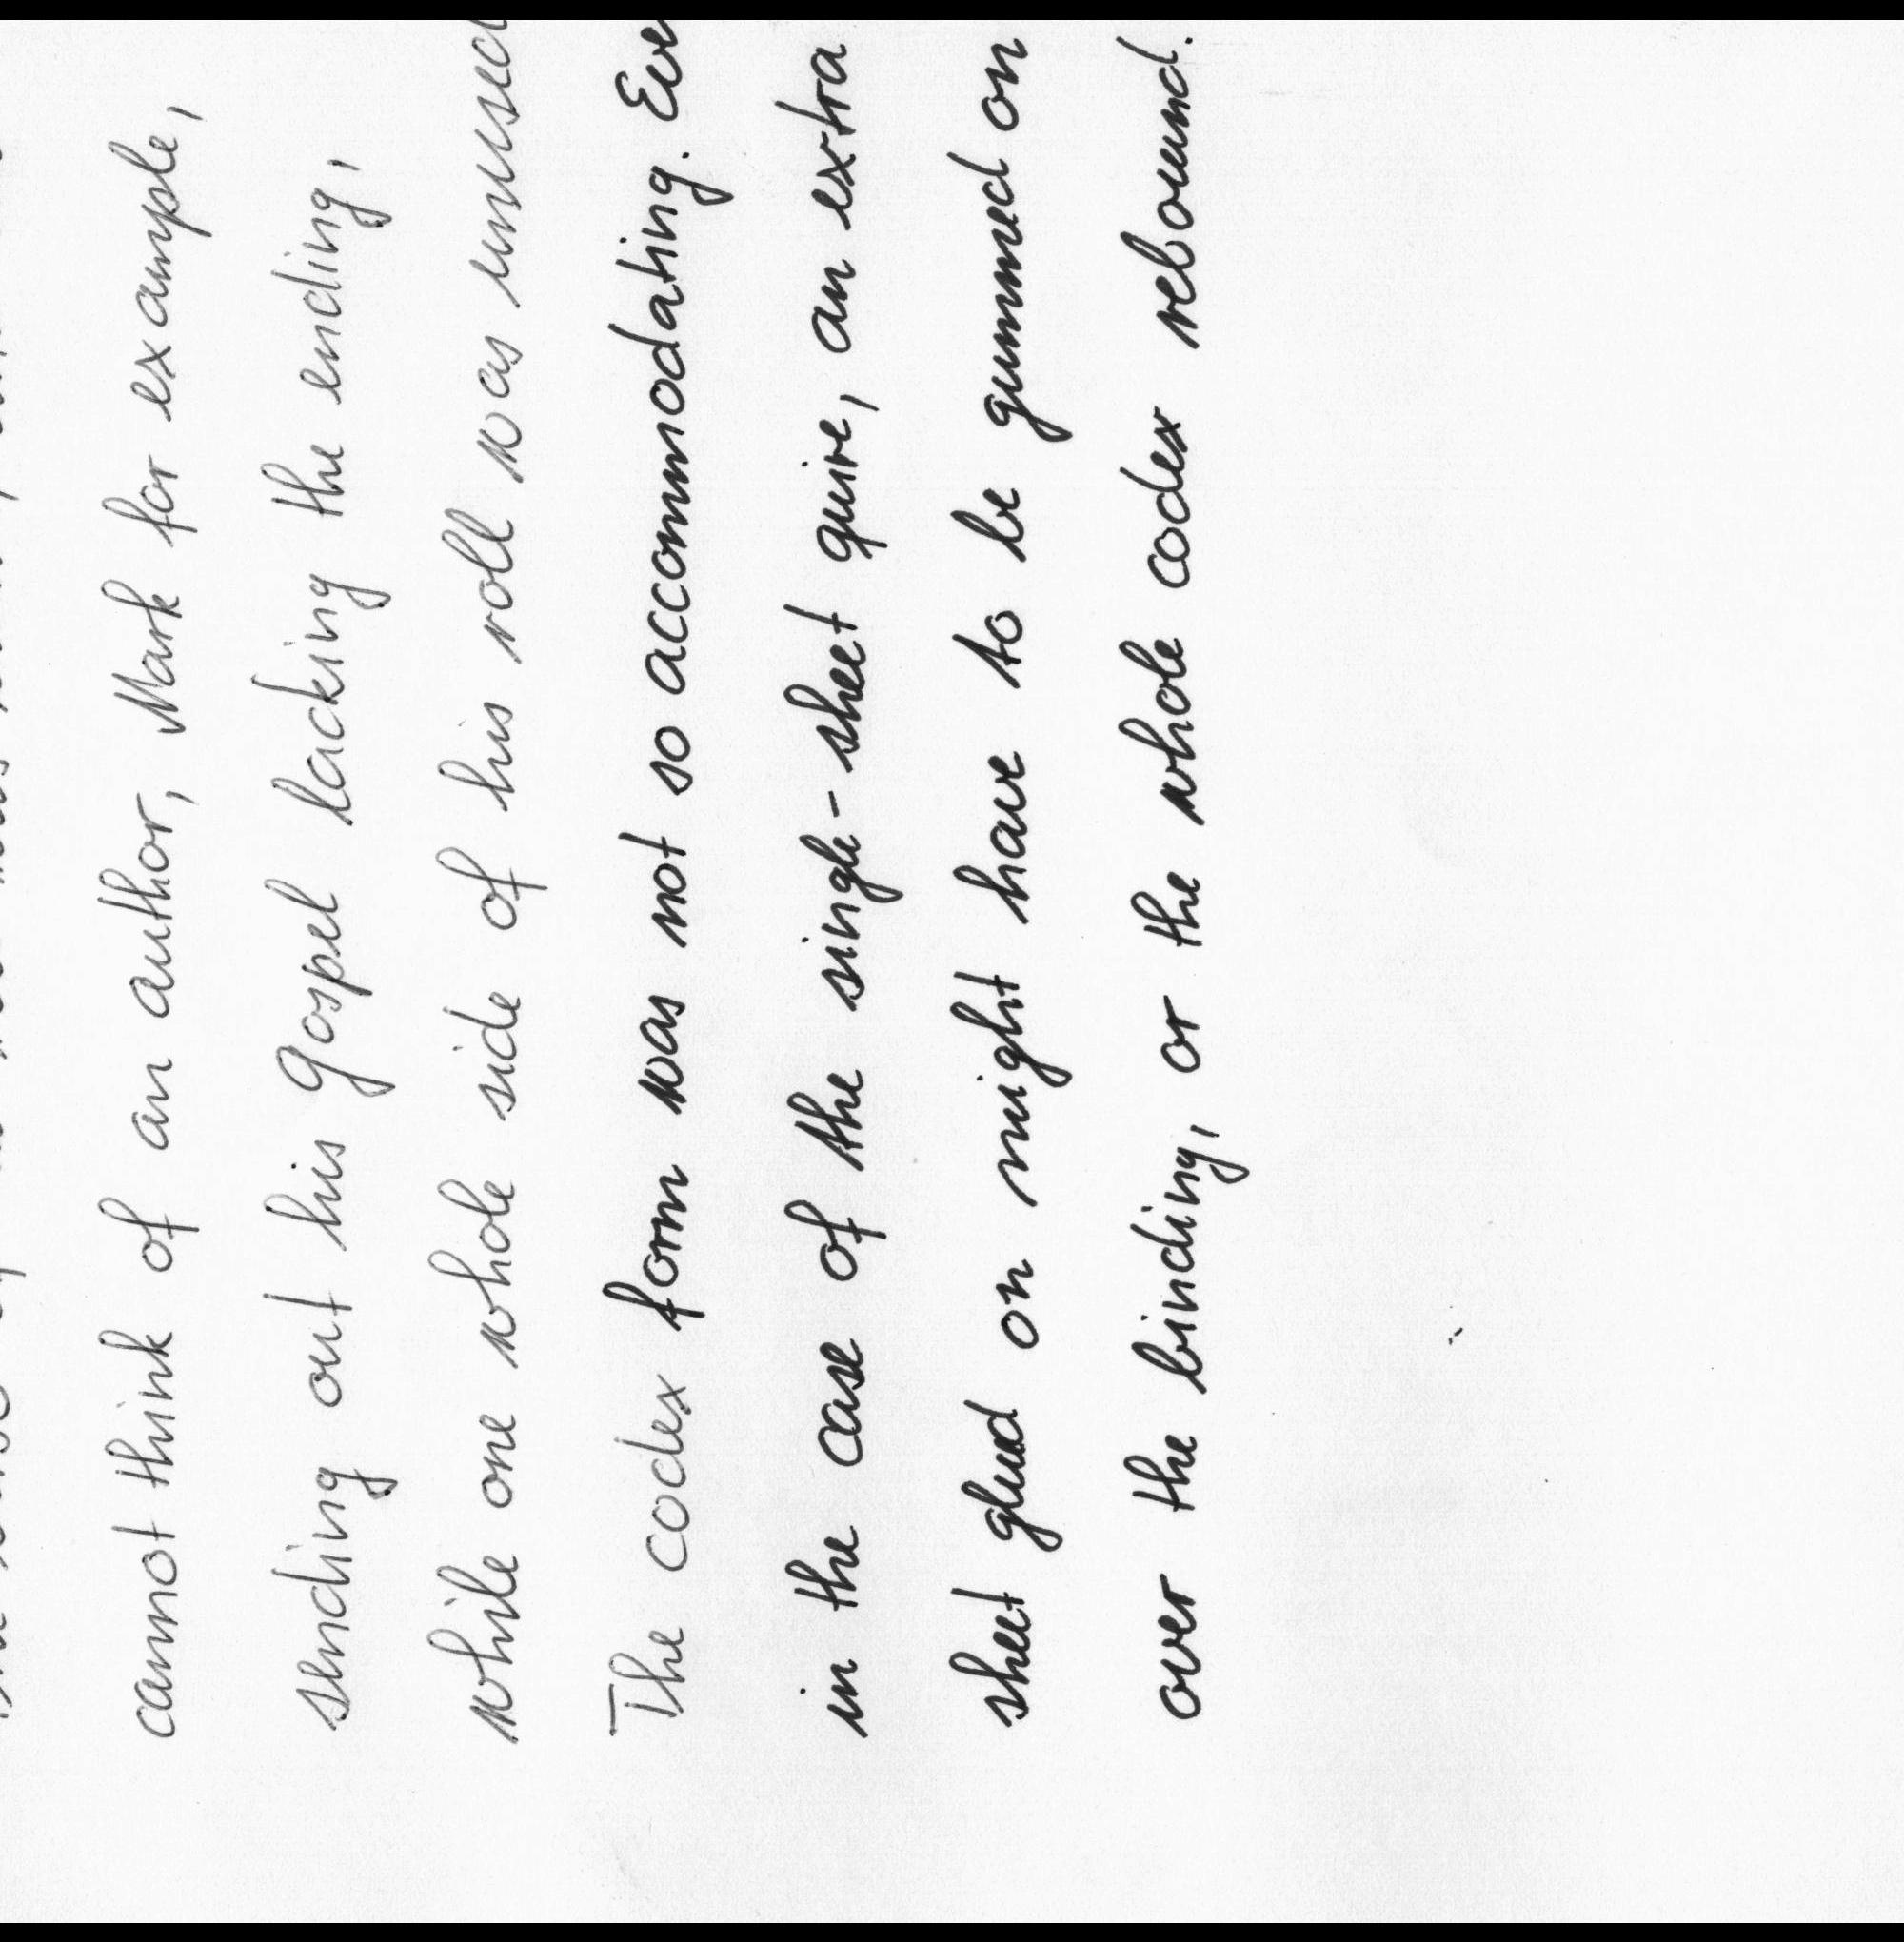 cannot think of an author, Mark for example,
sending out his Gospel lacking the ending,
while one whole side of his roll was unused
The codex form was not so accommodating. Eve
in the case of the single-sheet quire, an extra
sheet glued on might have to be gummed on
over the binding, or the whole codex rebound.